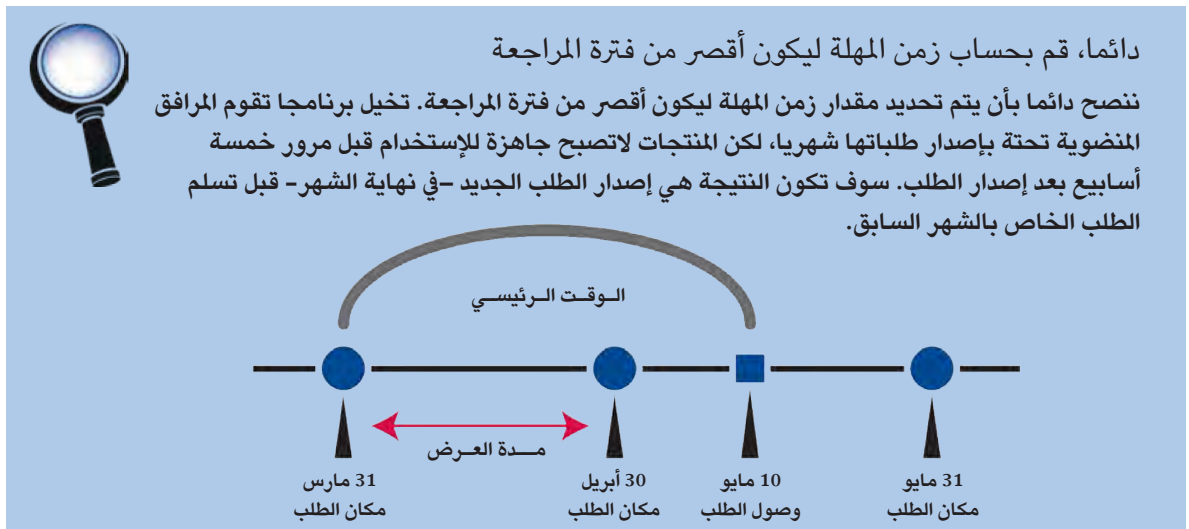 دائما، قم بحساب زمن المهلة ليكون أقصر من فترة المراجعة
ننصح دائما بأن يتم تحديد مقدار زمن المهلة ليكون أقصر من فترة المراجعة. تخيل برنامجا تقوم المرافق
المنضوية تحتة بإصدار طلباتها شهريا، لكن المنتجات لاتصبح جاهزة للإستخدام قبل مرور خمسة
أسابيع بعد إصدار الطلب. سوف تكون النتيجة هي إصدار الطلب الجديد –في نهاية الشهر– قبل تسلم
الطلب الخاص بالشهر السابق.
الـوقـت الـرئيسـي
مـــدة العـرض
31 مارس
مكان الطلب
30 أبريل
مكان الطلب
10 مايو
وصول الطلب
31 مايو
مكان الطلب